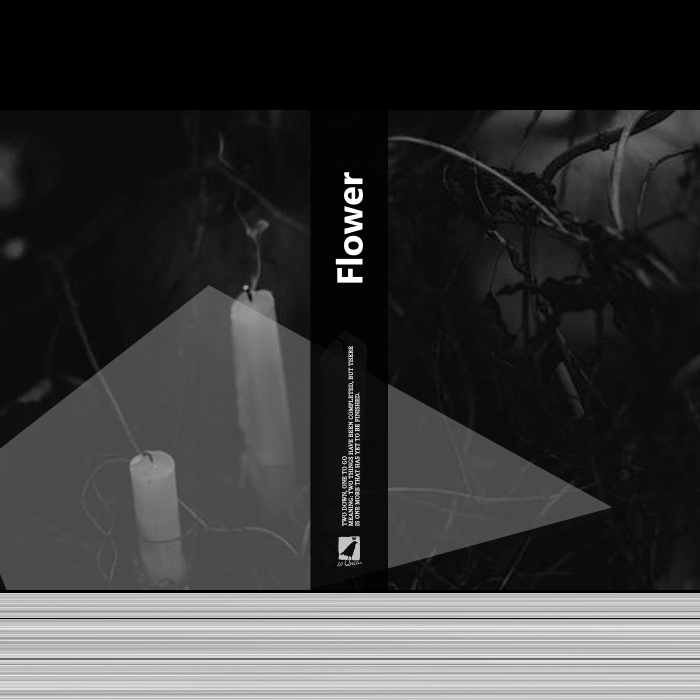 Flower
TWO DOWN, ONE TO GO
MEANING: TWO THINGS HAVE BEEN COMPLETED, BUT THERE
IS ONE MORE THAT HAS YET TO BE FINISHED.